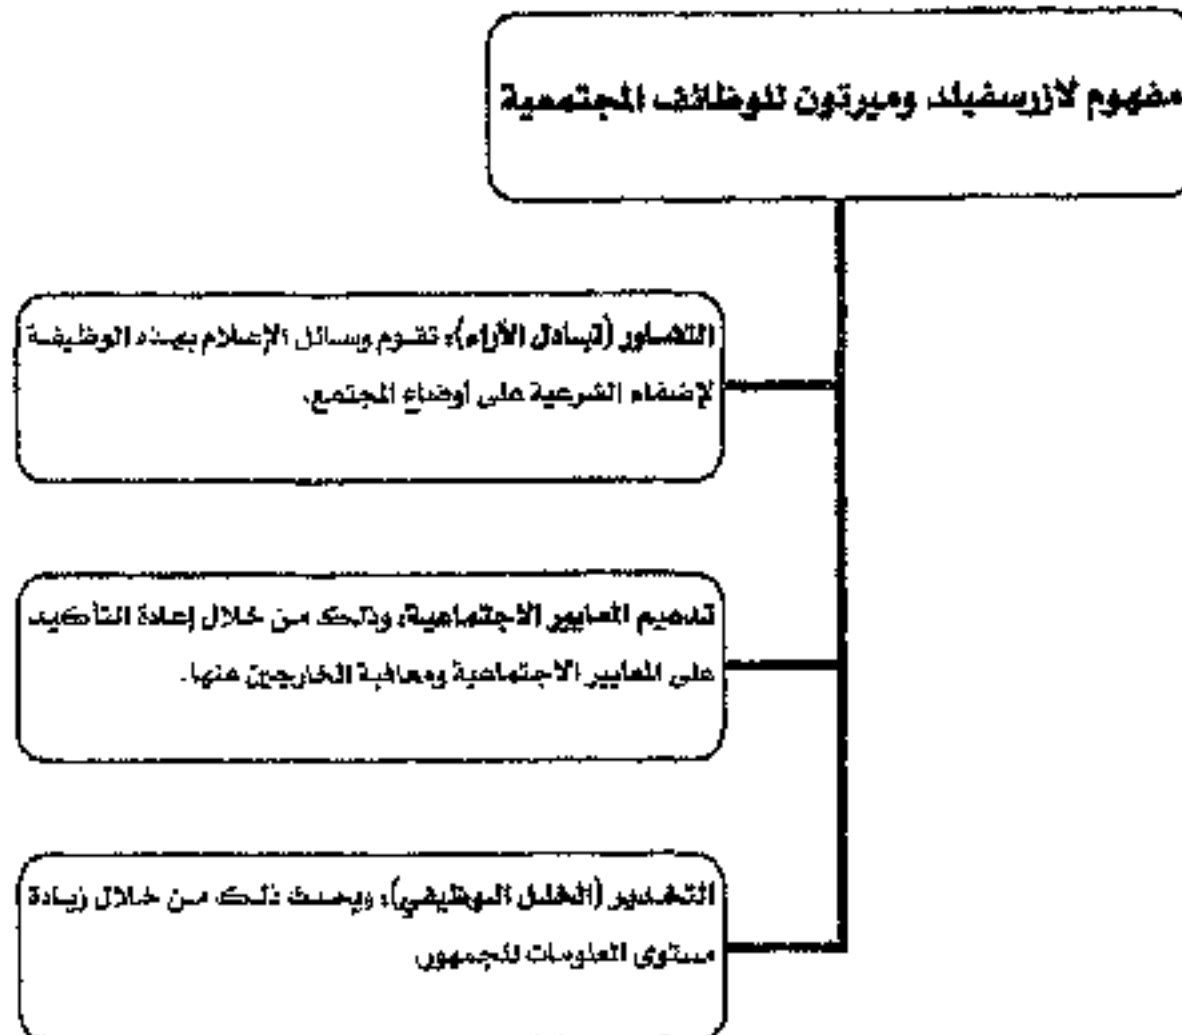 مفهوم لازرسفيلد وميرتون للوظائف المجتمعية
التشاور (تبادل الآراء)، تقوم وسائل الإعلام بهذه الوظيفة
لإضفاء الشرعية على أوضاع المجتمع.
تدعيم المعايير الاجتماعية، وذلك من خلال إعادة التأكيد
على المعايير الاجتماعية ومعاقبة الخارجين عنها.
التخدير (الخلل الوظيفي)، ويحدث ذلك من خلال زيادة
مستوى المعلومات للجمهور.